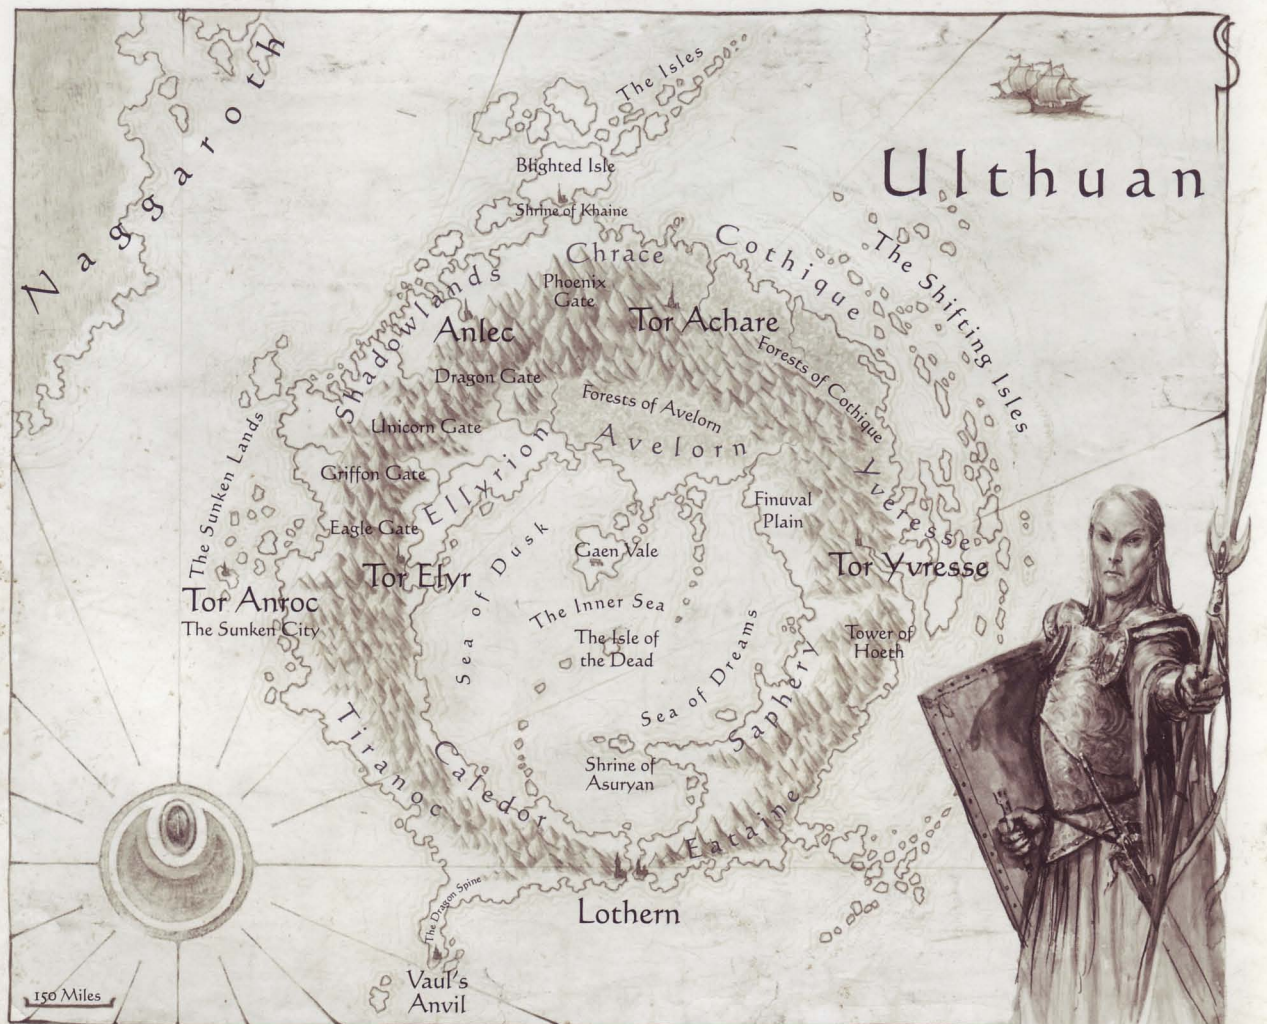 Naggaroth
The Isles
Ulthuan
Blighted Isle
Shrine of Khaine
Chrace
Cothique
The Shifting Isles
Shadowlands
Phoenix
Gate
Anlec
Tor Achare
Forests of Cothique
Dragon Gate
Forests of Avelorn
Avelorn
Unicorn Gate
The Sunken Lands
Griffon Gate
Ellyrion
Yveresse
Finuval
Plain
Eagle Gate
Sea of Dusk
Gaen Vale
Tor Elyr
Tor Yvresse
Tor Anroc
The Sunken City
The Inner Sea
The Isle of
the Dead
Tower of
Hoeth
Sea of Dreams
Saphery
Tiranoc
Caledor
Shrine of
Asuryan
Eataine
The Dragon Spine
Lothern
Vaul's
Anvil
150 Miles